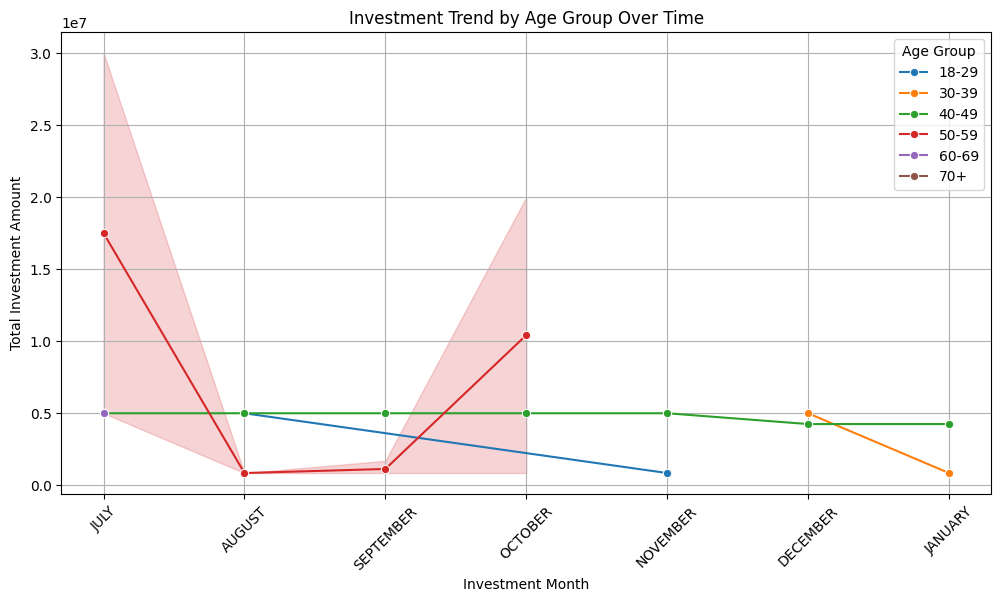 Investment Trend by Age Group Over Time
1e7
3.0
2.5
2.0
1.5
1.0
0.5
0.0
Total Investment Amount
Age Group
18-29
30-39
40-49
50-59
60-69
70+
JULY
AUGUST
SEPTEMBER
OCTOBER
NOVEMBER
DECEMBER
JANUARY
Investment Month